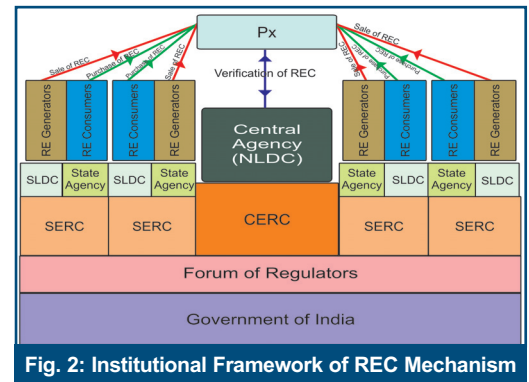 Px
Sale of REC
Purchase of REC
Purchase of REC
Sale of REC
Sale of REC
Purchase of REC
Purchase of REC
Sale of REC
Verification of REC
RE Generators
RE Consumers
RE Consumers
RE Generators
Central
Agency
(NLDC)
RE Generators
RE Consumers
RE Consumers
RE Generators
SLDC
State
Agency
SLDC
State
Agency
State
Agency
SLDC
State
Agency
SLDC
SERC
SERC
CERC
SERC
SERC
Forum of Regulators
Government of India
Fig. 2: Institutional Framework of REC Mechanism